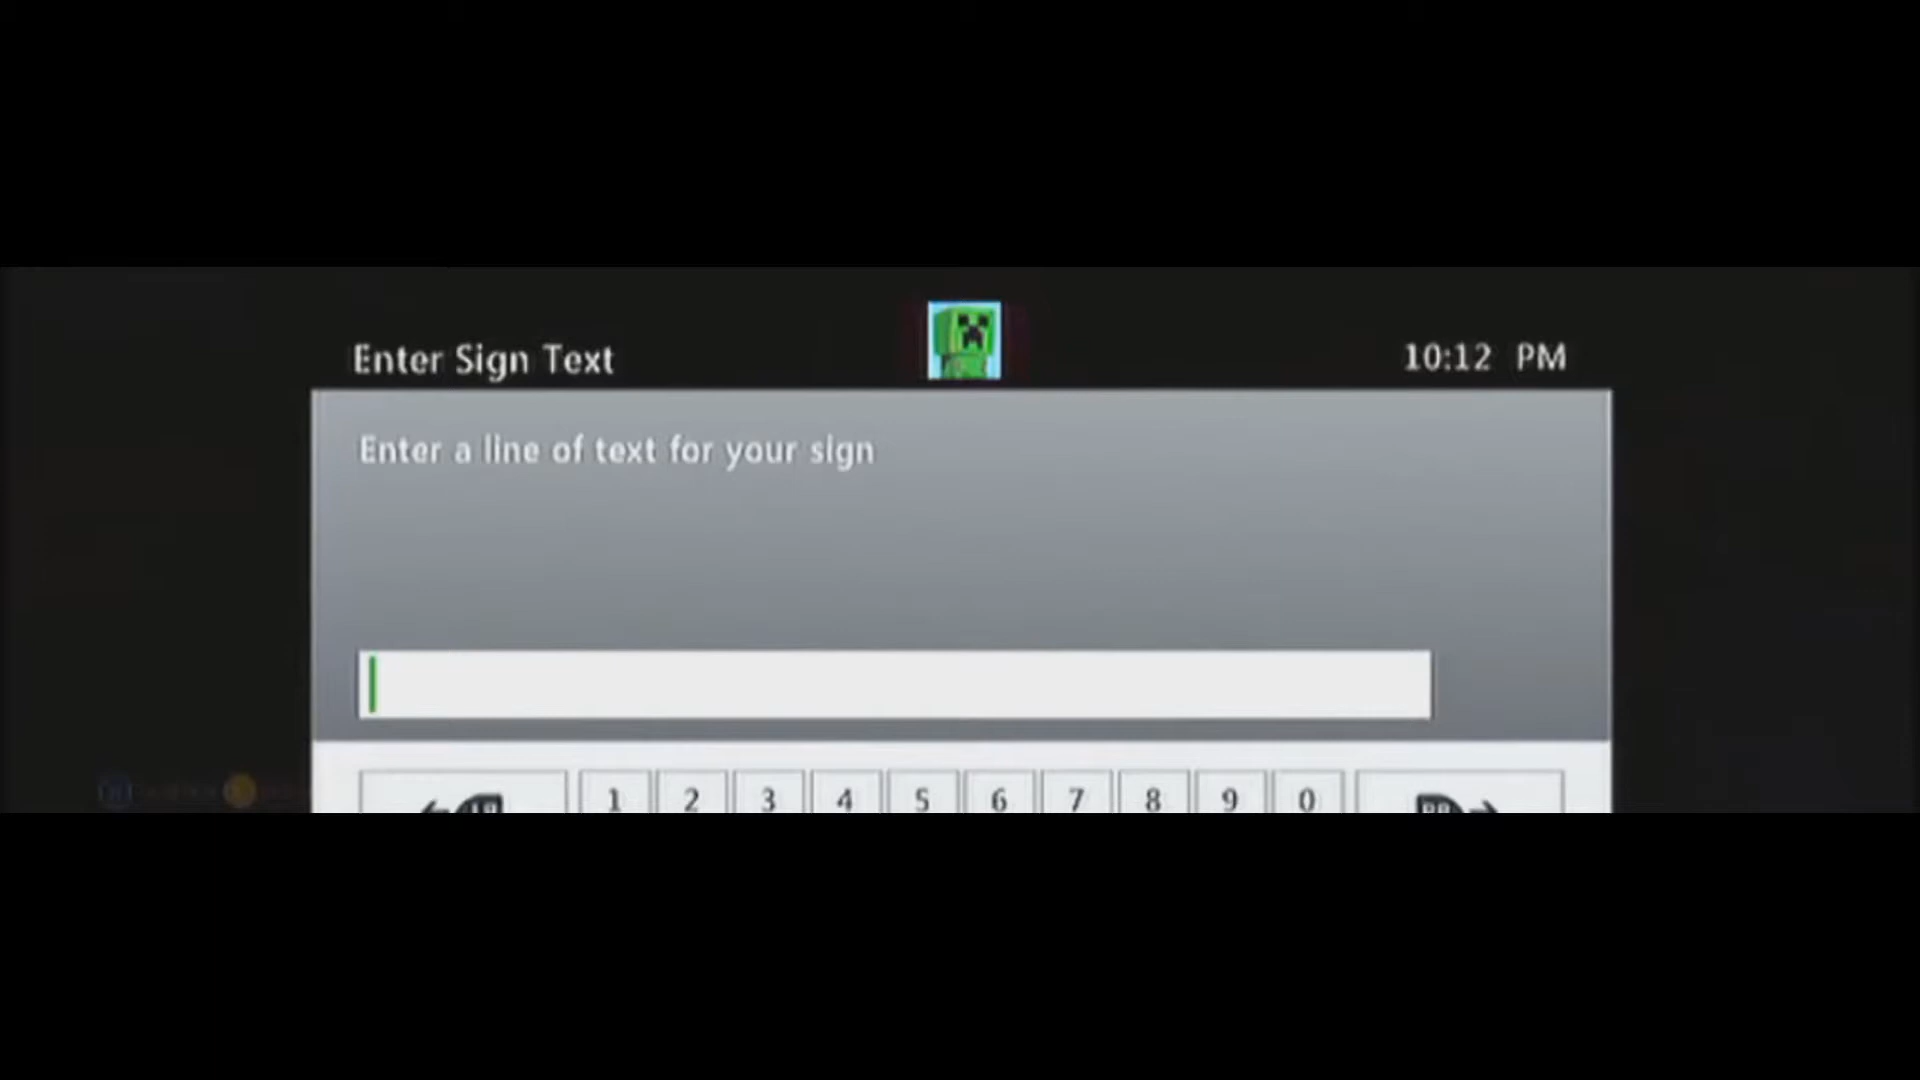 Enter Sign Text
10:12 PM
Enter a line of text for your sign
1 2 3 4 5 6 7 8 9 0